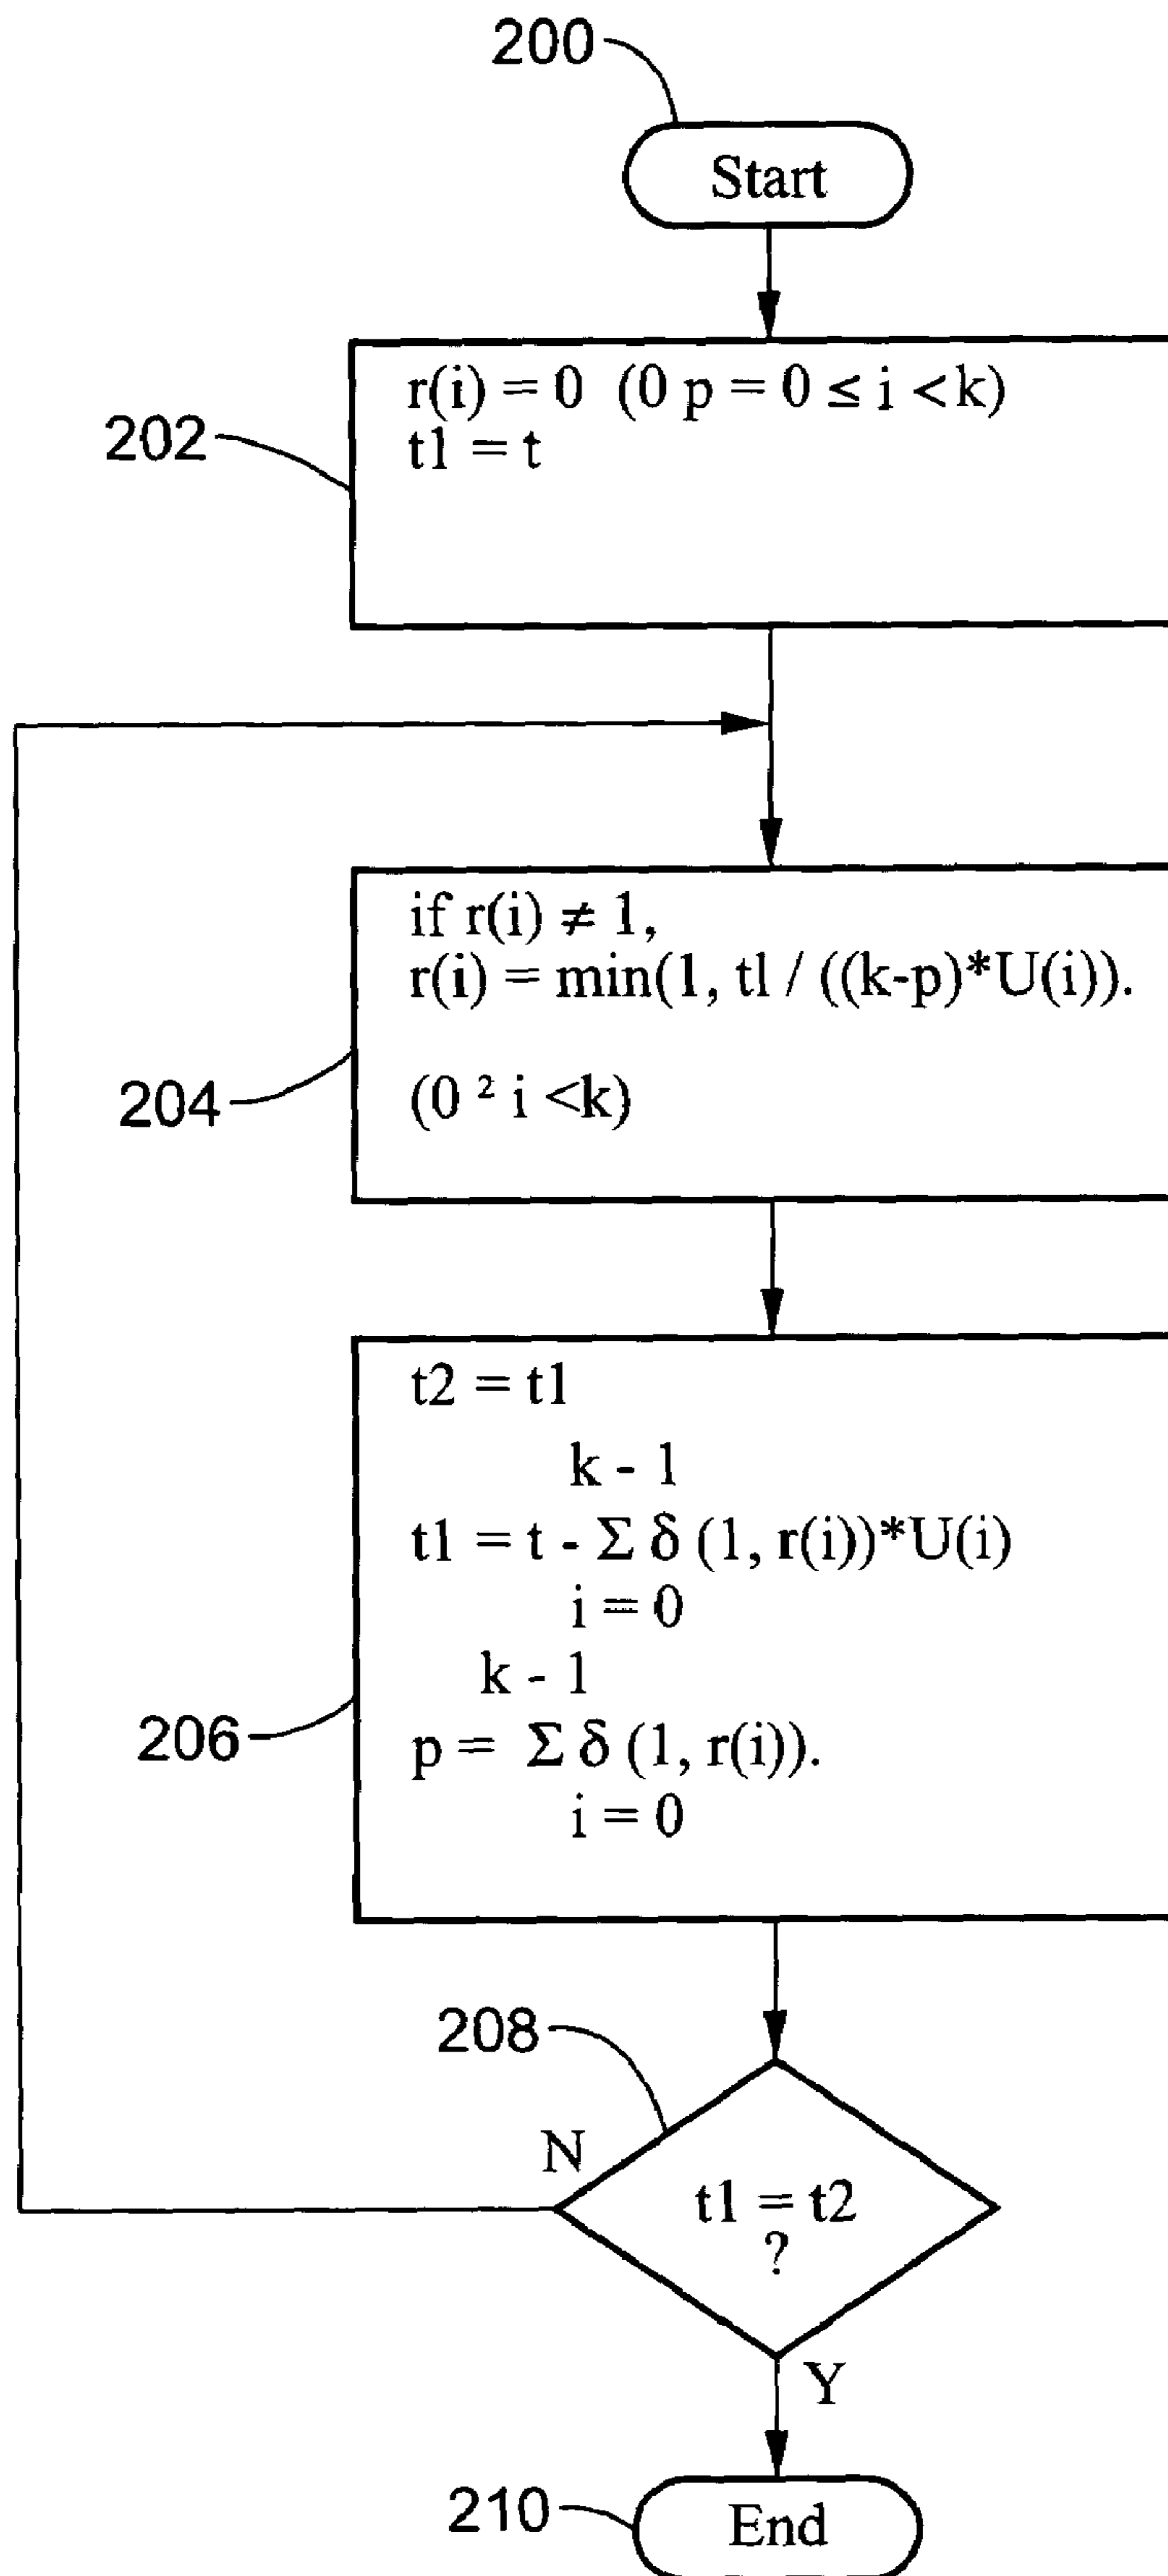 200
Start
202
r(i) = 0 (0 p = 0 ≤ i < k)
t1 = t
204
if r(i) ≠ 1,
r(i) = min(1, tl / ((k-p)*U(i)).
(0 ² i <k)
206
t2 = t1
k - 1
t1 = t - Σ δ (1, r(i))*U(i)
i = 0
k - 1
p = Σ δ (1, r(i)).
i = 0
208
N
t1 = t2
?
Y
210
End